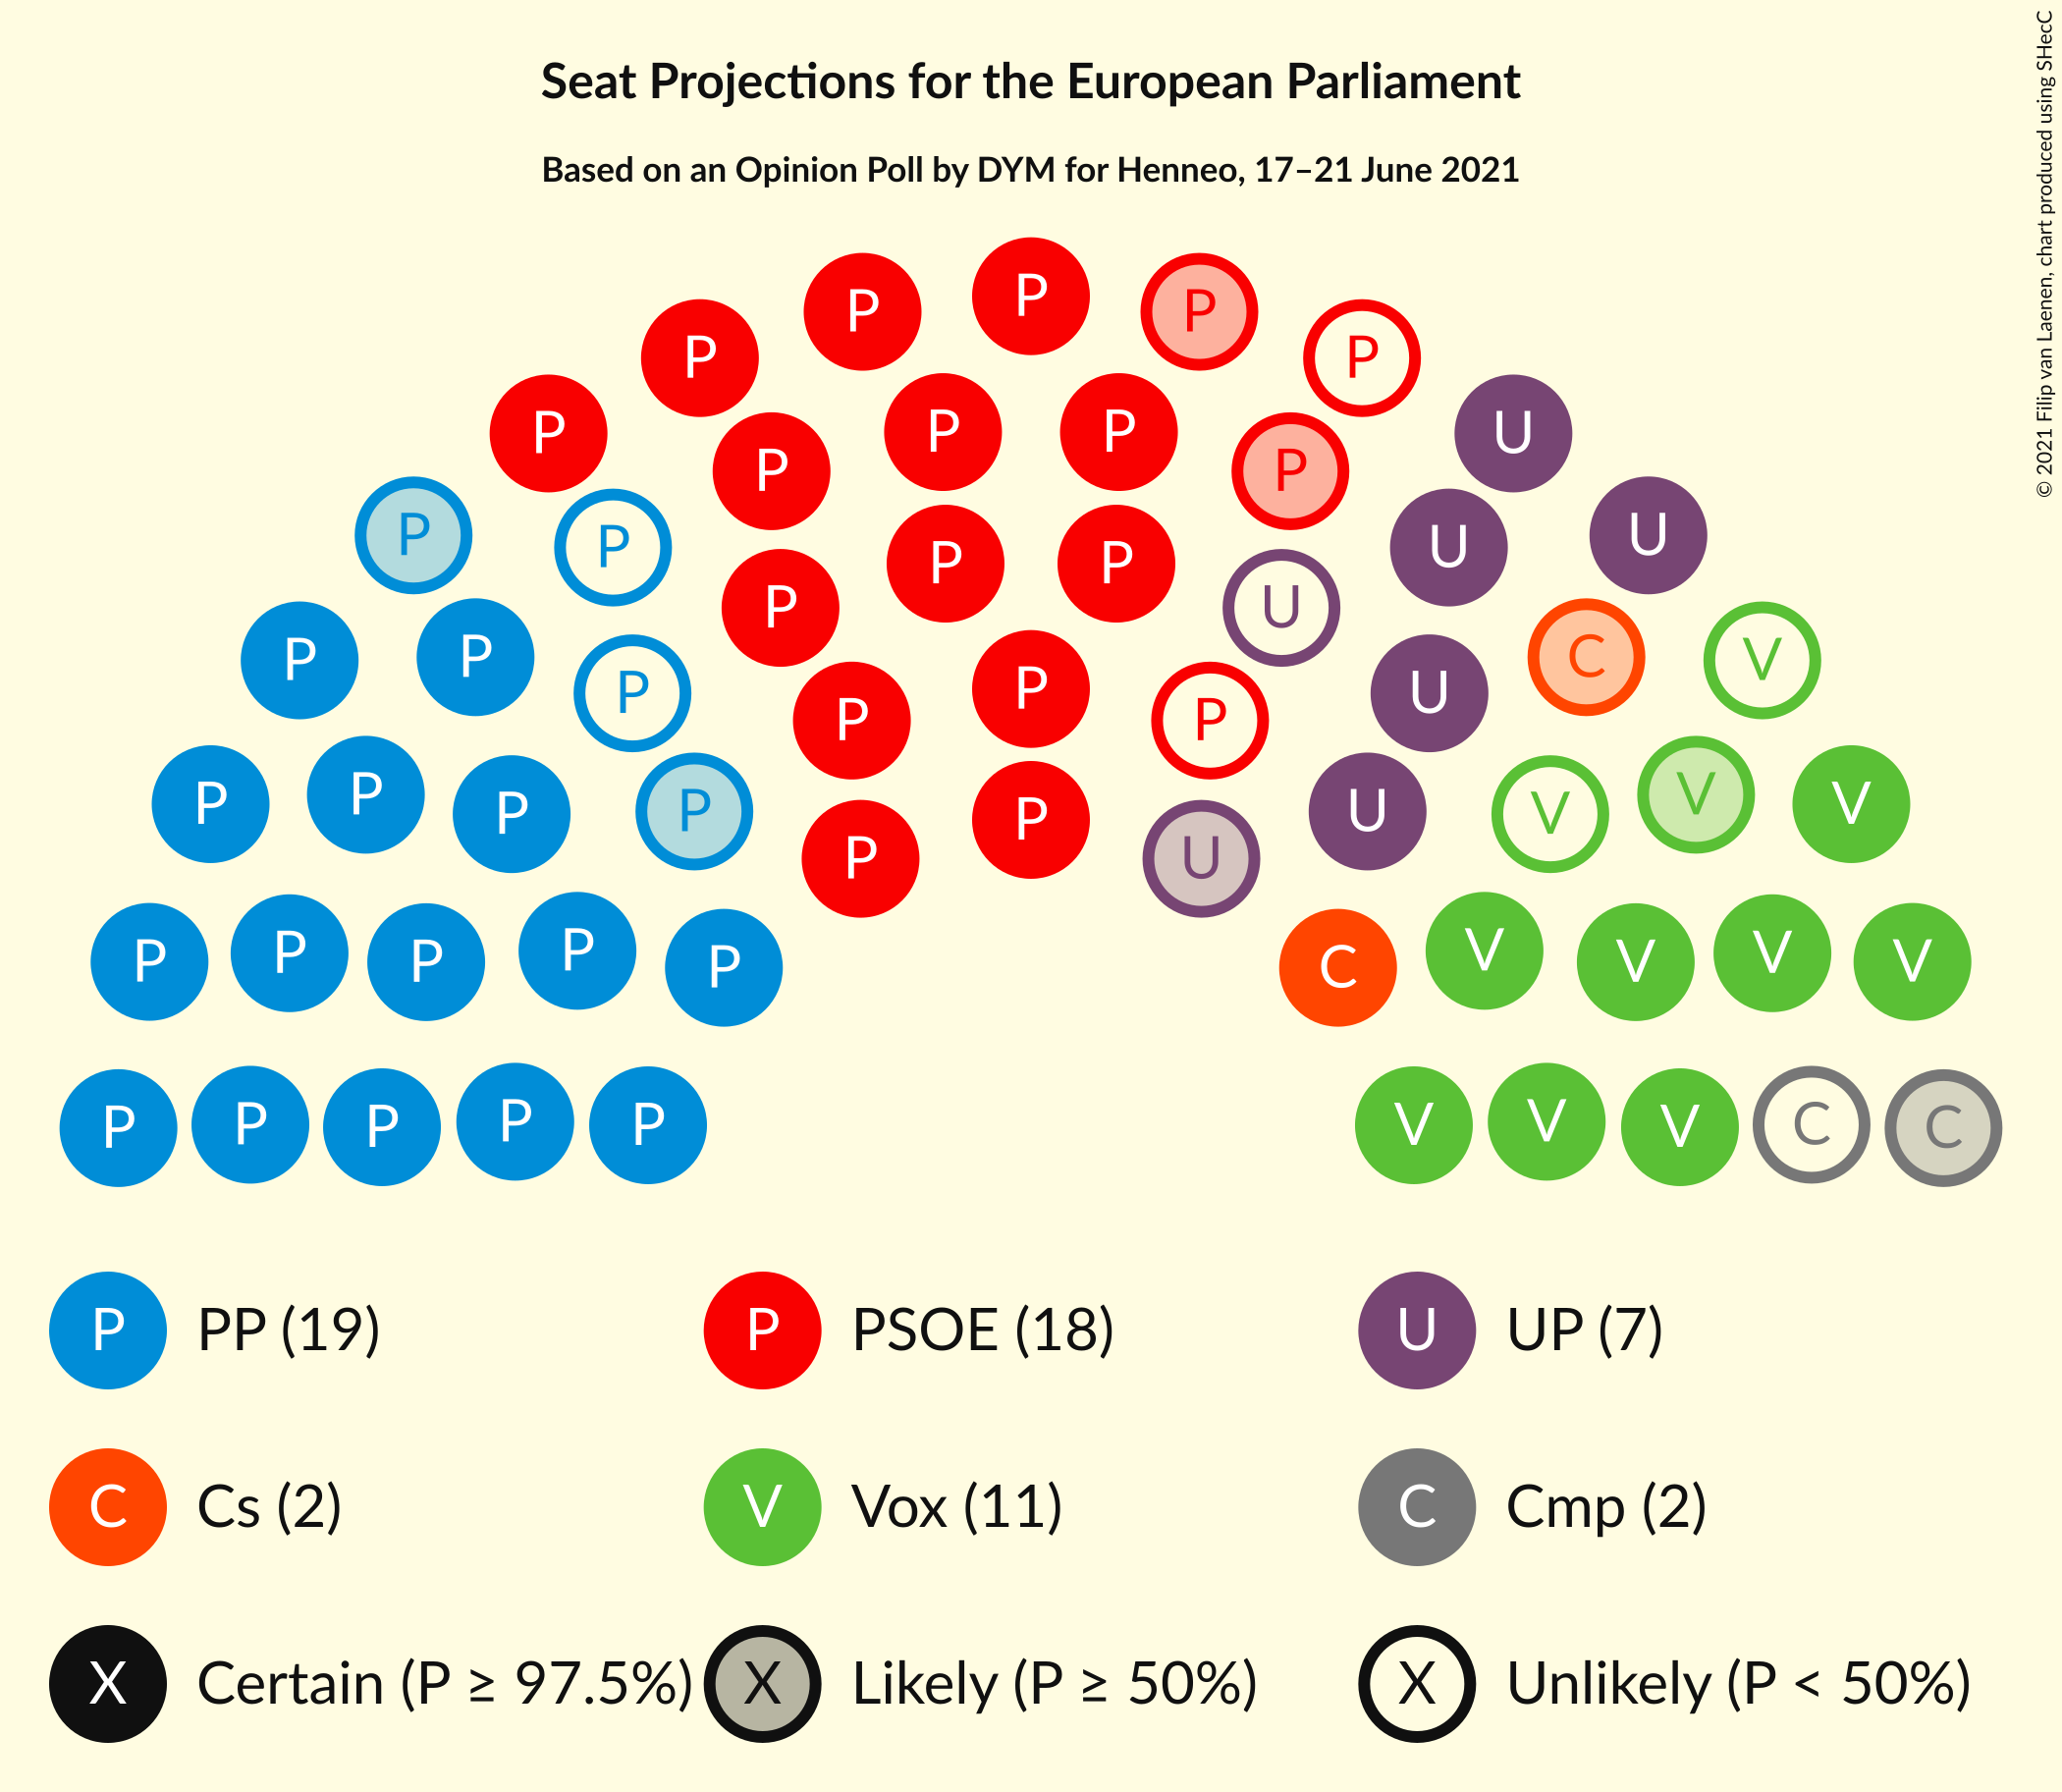 © 2021 Filip van Laenen, chart produced using SHecC
Seat Projections for the European Parliament
Based on an Opinion Poll by DYM for Henneo, 17–21 June 2021
P
P P
P P
P P P U
P P
P P U U
P P
P U
P P C V
P P U
P P
P P P P P U V V V
P U
P P P P P C V V V V
P P P P P V V V C C
P PP (19) P PSOE (18) U UP (7)
C Cs (2) V Vox (11) C Cmp (2)
X Certain (P ≥ 97.5%) X Likely (P ≥ 50%) X Unlikely (P < 50%)